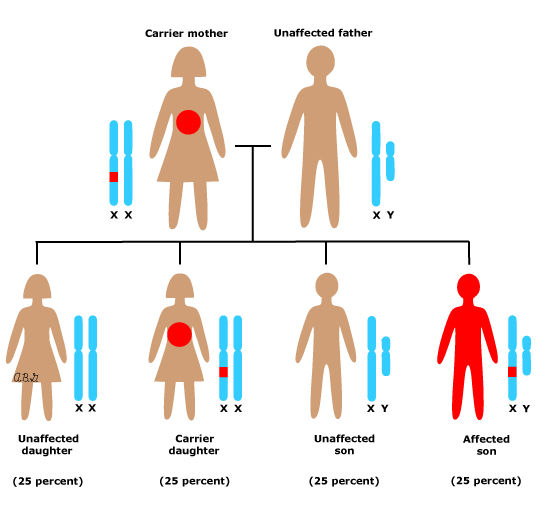 Carrier mother
Unaffected father
X X
X Y
X X
X X
X Y
X Y
Unaffected
daughter
Carrier
daughter
Unaffected
son
Affected
son
(25 percent)
(25 percent)
(25 percent)
(25 percent)